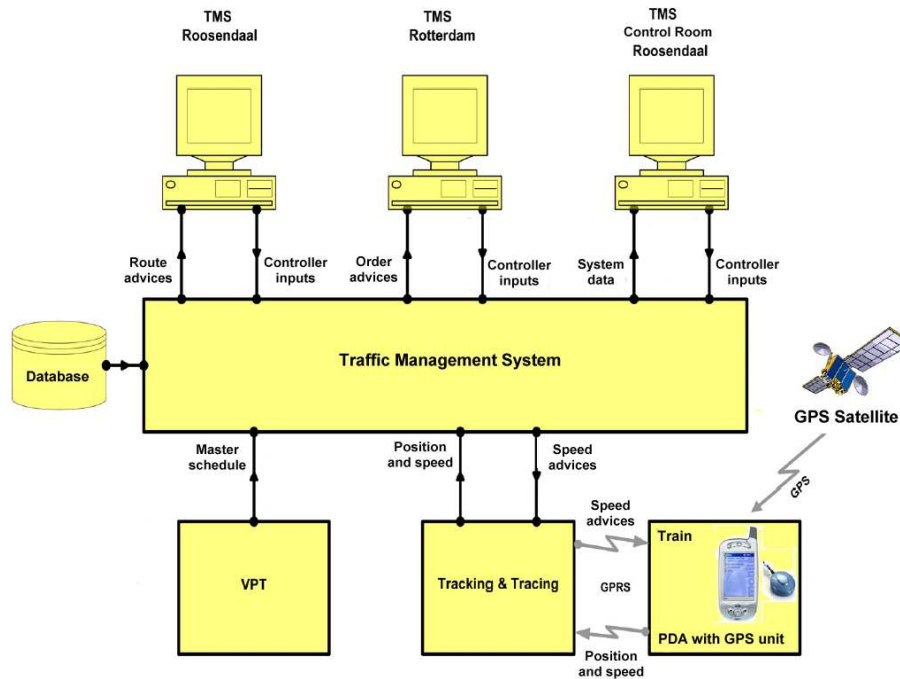 TMS
Roosendaal
TMS
Rotterdam
TMS
Control Room
Roosendaal
Route
advices
Controller
inputs
Order
advices
Controller
inputs
System
data
Controller
inputs
Database
Traffic Management System
GPS Satellite
GPS
Master
schedule
Position
and speed
Speed
advices
VPT
Tracking & Tracing
Speed
advices
GPRS
Position
and speed
Train
mobile
PDA with GPS unit